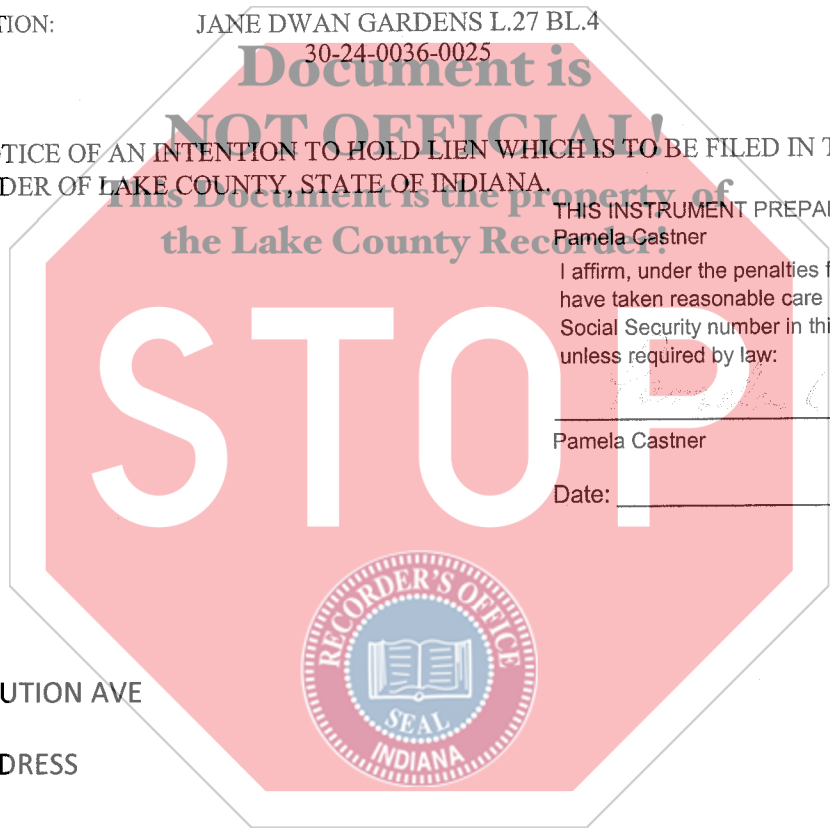 TION: JANE DWAN GARDENS L.27 BL.4
30-24-0036-0025
Document is
NOT OFFICIAL!
TICE OF AN INTENTION TO HOLD LIEN WHICH IS TO BE FILED IN T
DER OF LAKE COUNTY, STATE OF INDIANA.
This Document is the property of
the Lake County Recorder!
THIS INSTRUMENT PREPA
Pamela Castner
I affirm, under the penalties f
have taken reasonable care
Social Security number in thi
unless required by law:
Pamela Castner
Date:
STOP
RECORDER'S OFFICE
SEAL
INDIANA
UTION AVE
DRESS